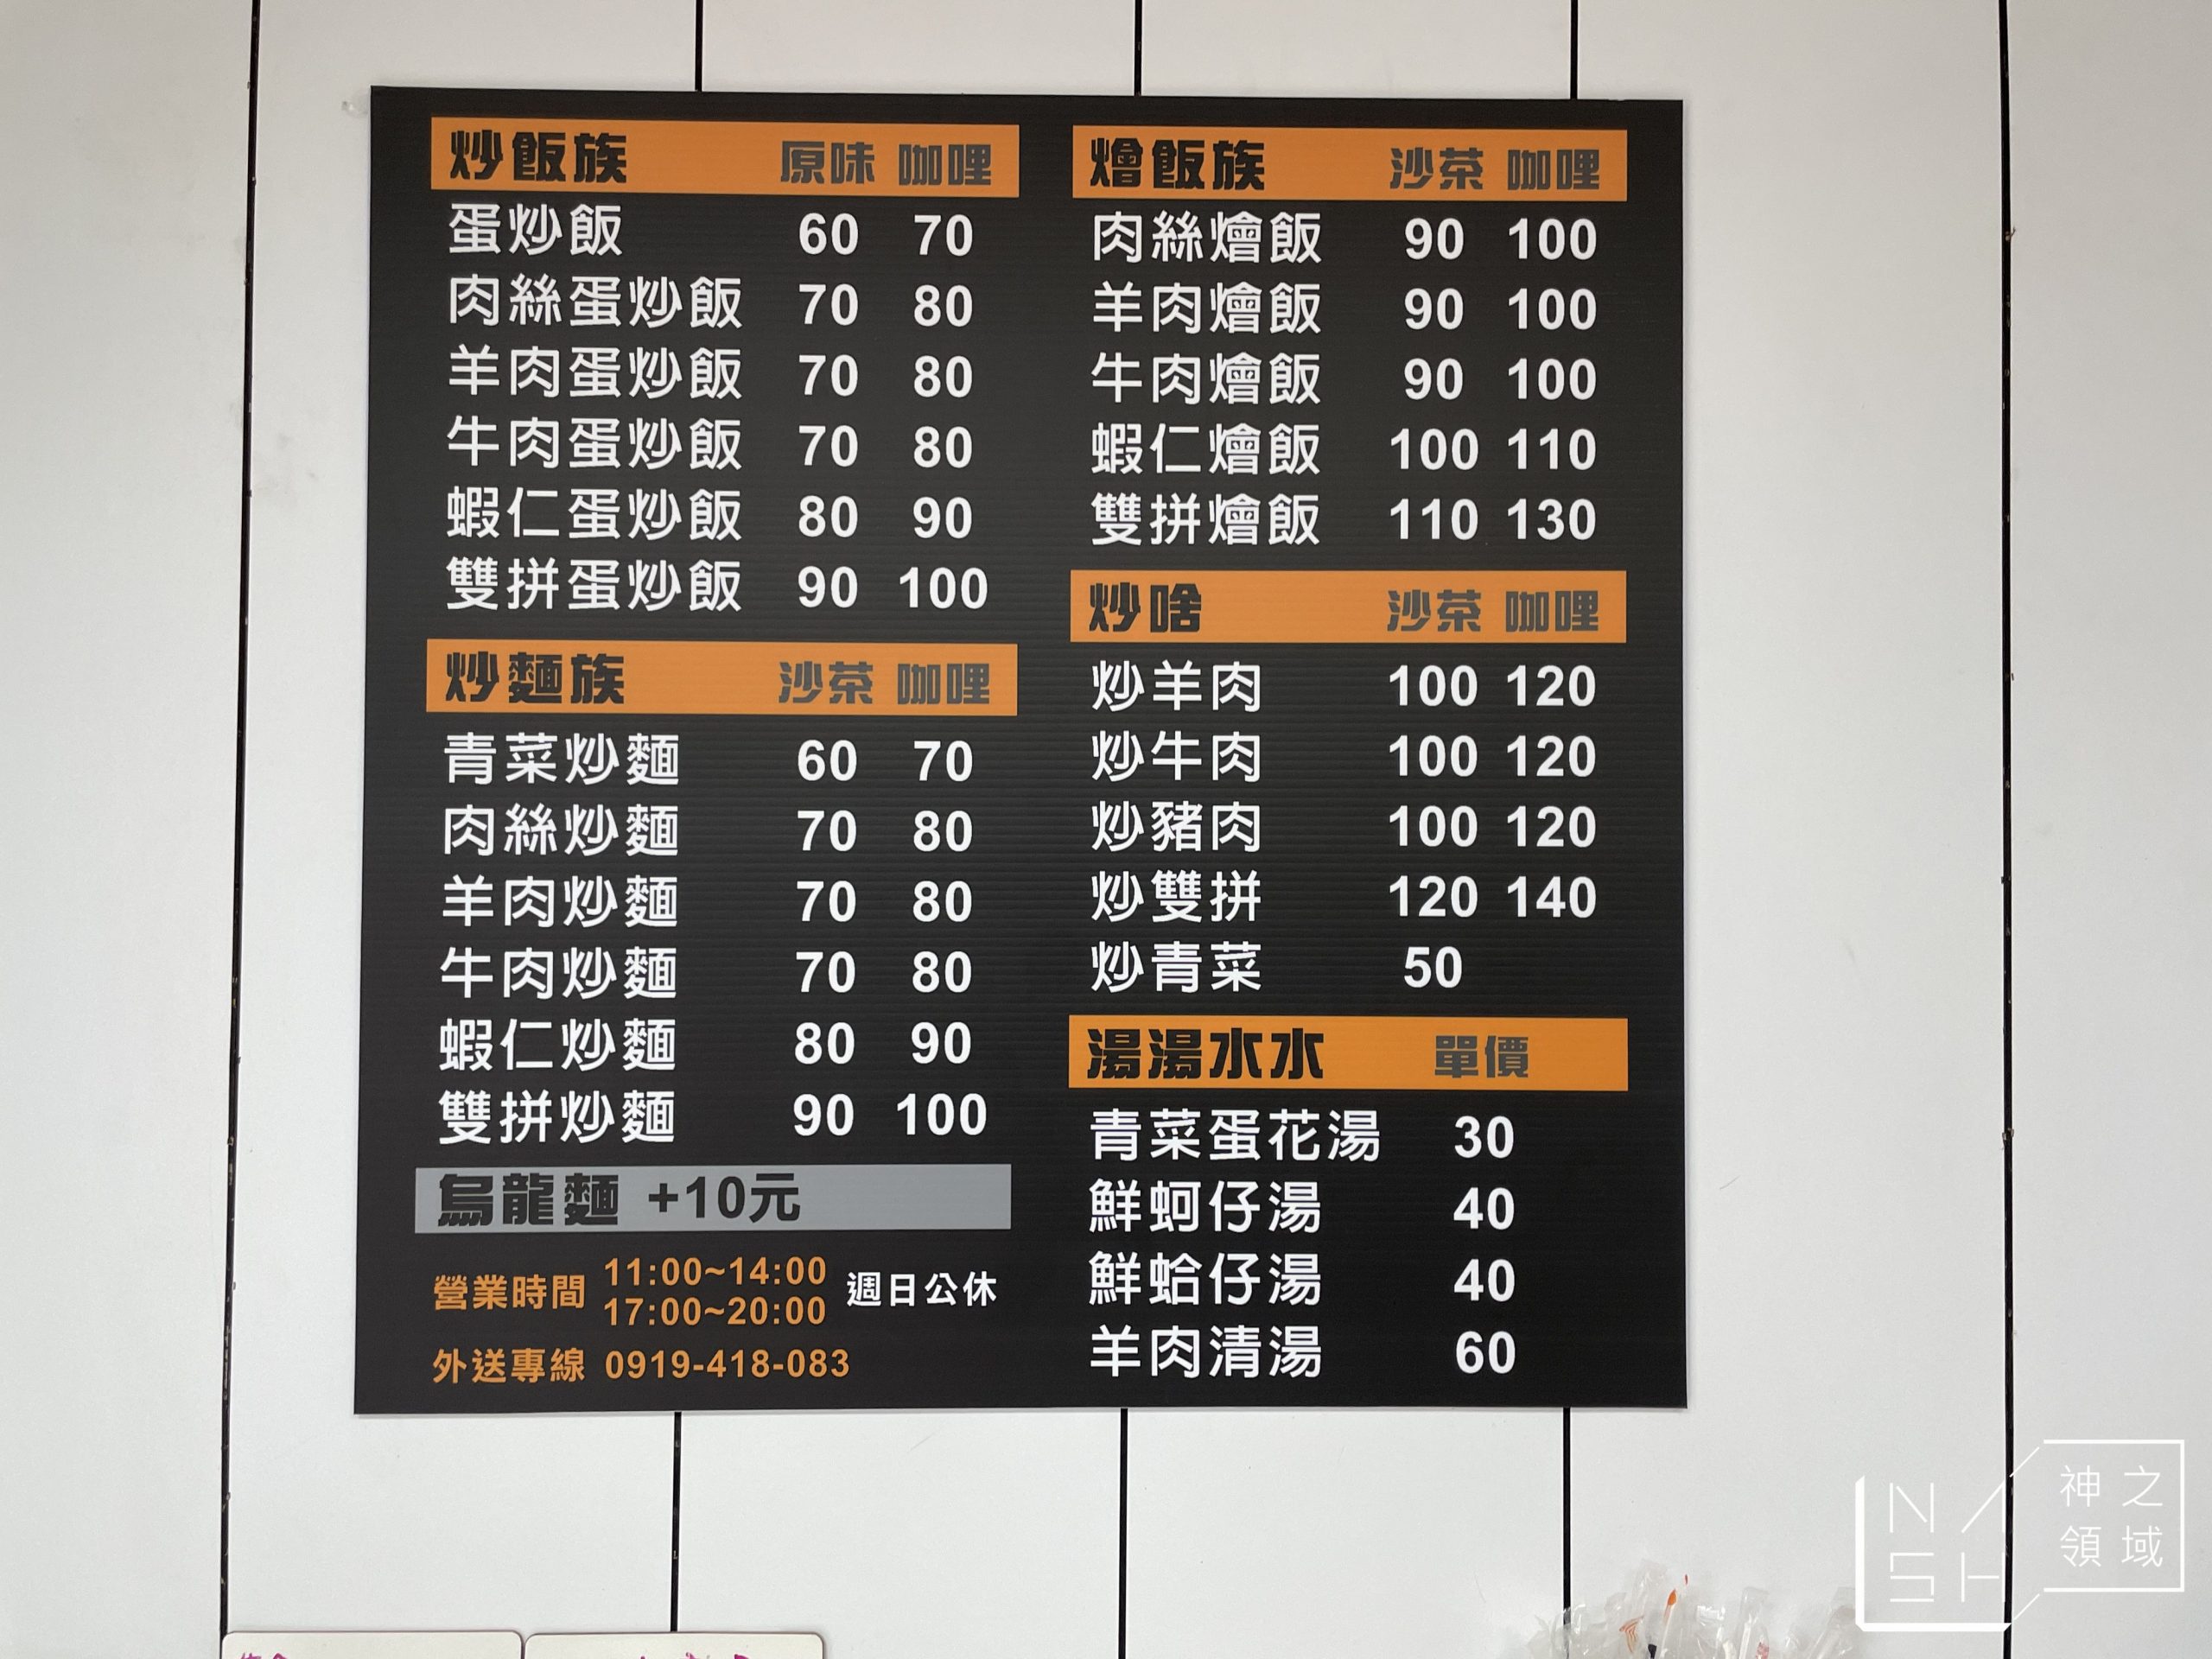 炒飯族 原味 咖哩
蛋炒飯 60 70
肉絲蛋炒飯 70 80
羊肉蛋炒飯 70 80
牛肉蛋炒飯 70 80
蝦仁蛋炒飯 80 90
雙拼蛋炒飯 90 100
炒麵族 沙茶 咖哩
青菜炒麵 60 70
肉絲炒麵 70 80
羊肉炒麵 70 80
牛肉炒麵 70 80
蝦仁炒麵 80 90
雙拼炒麵 90 100
烏龍麵 +10元
營業時間 11:00~14:00
17:00~20:00 週日公休
外送專線 0919-418-083
燴飯族 沙茶 咖哩
肉絲燴飯 90 100
羊肉燴飯 90 100
牛肉燴飯 90 100
蝦仁燴飯 100 110
雙拼燴飯 110 130
炒啥 沙茶 咖哩
炒羊肉 100 120
炒牛肉 100 120
炒豬肉 100 120
炒雙拼 120 140
炒青菜 50
湯湯水水 單價
青菜蛋花湯 30
鮮蚵仔湯 40
鮮蛤仔湯 40
羊肉清湯 60
NASH
神之
領域